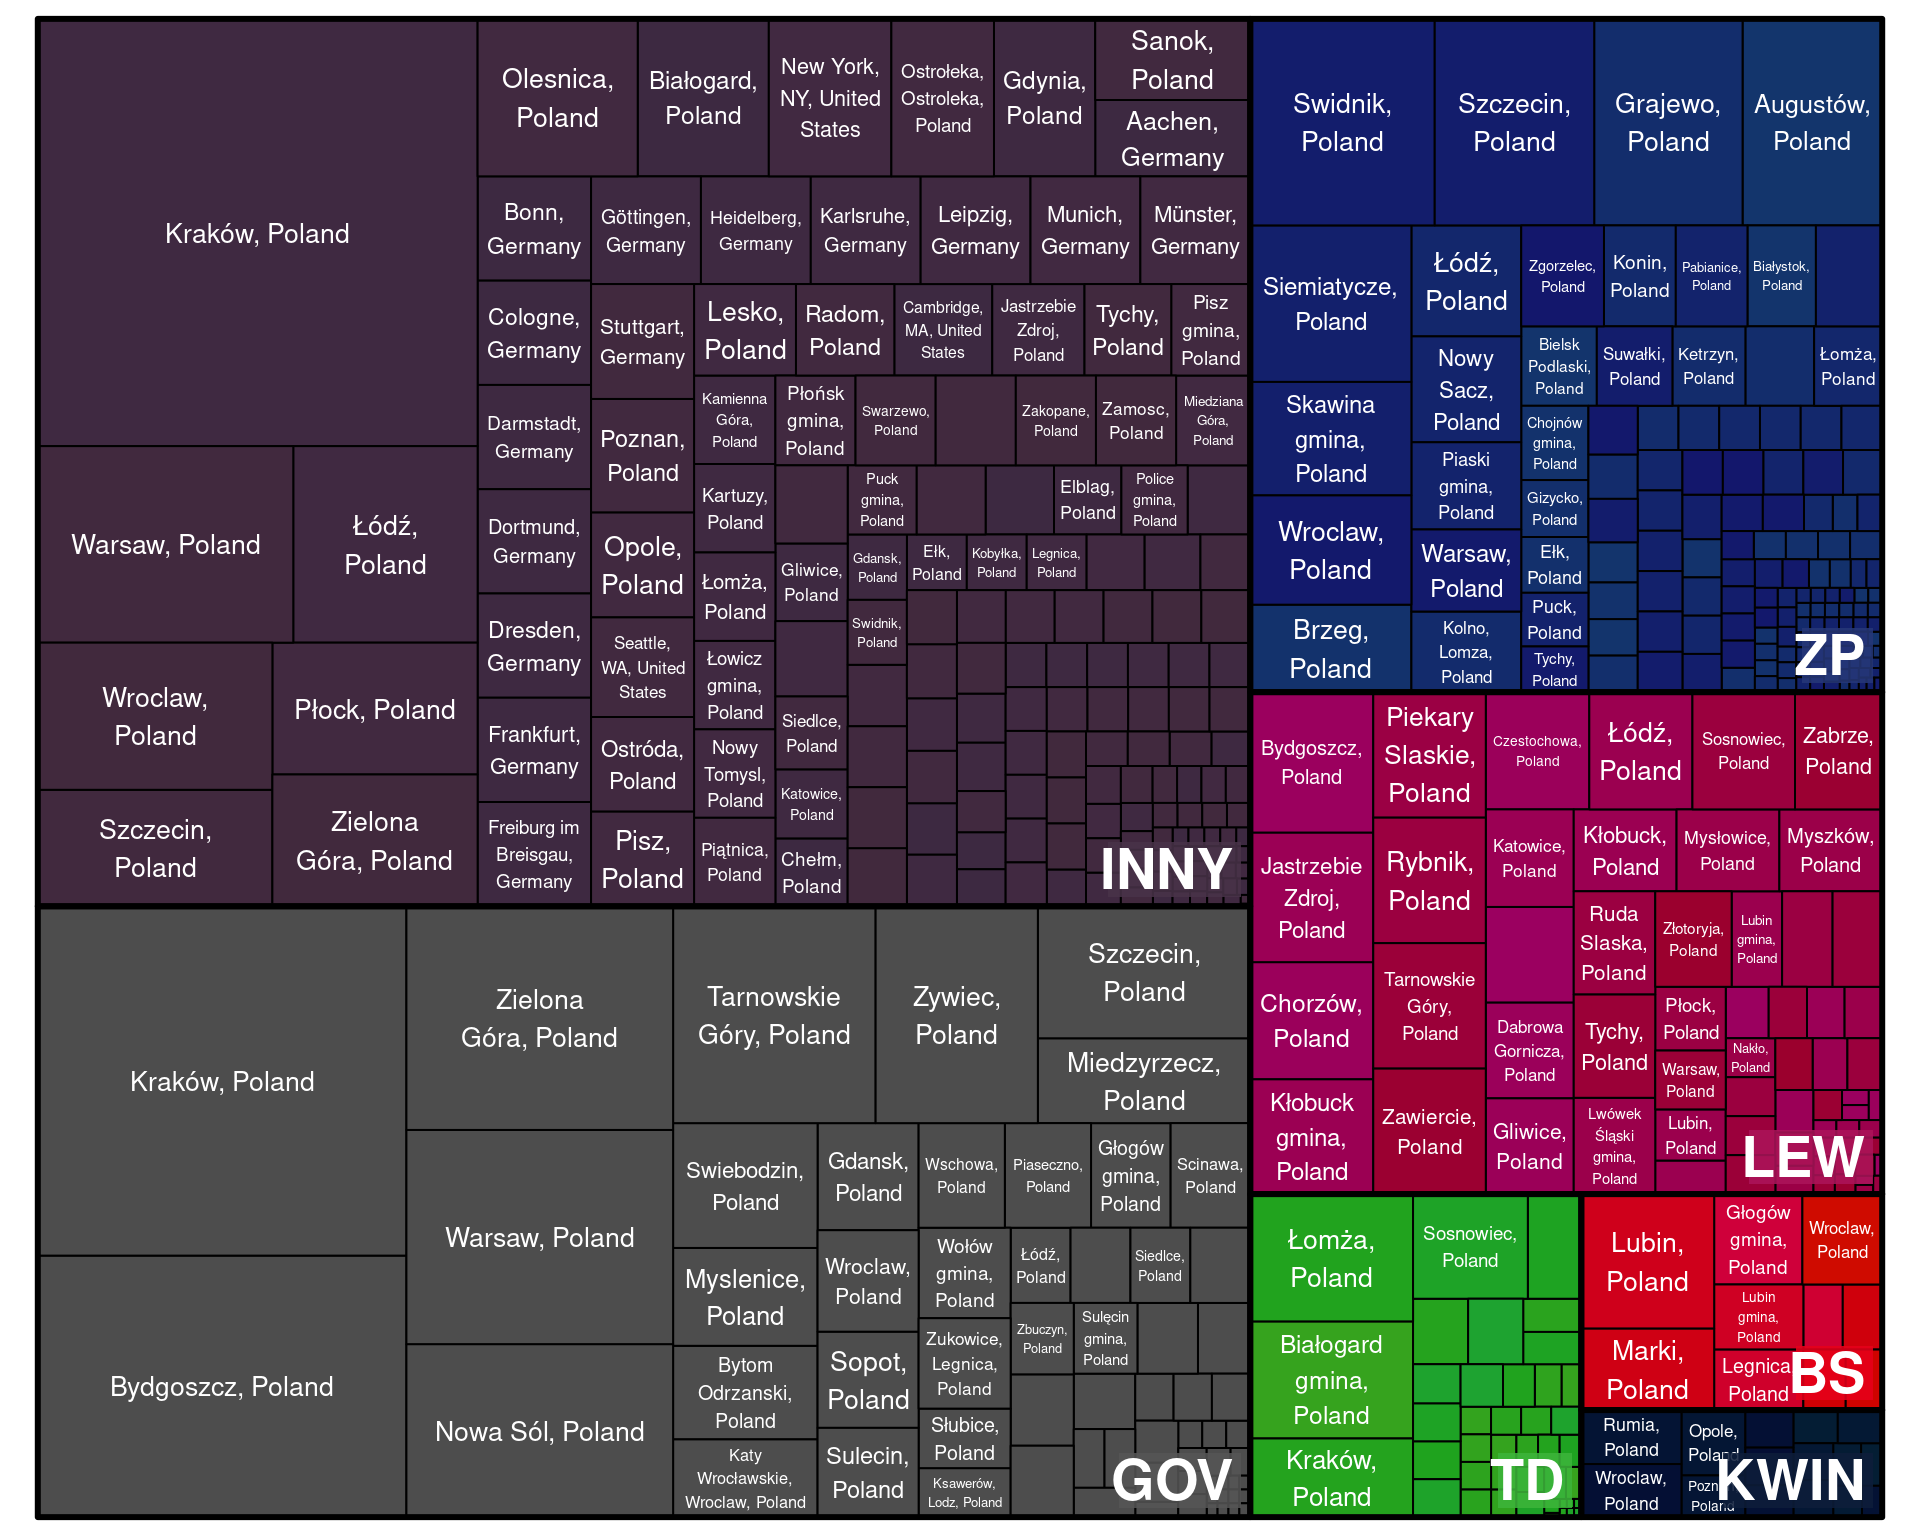 Kraków, Poland
Warsaw, Poland
Łódź,
Poland
Wroclaw,
Poland
Płock, Poland
Szczecin,
Poland
Zielona
Góra, Poland
Olesnica,
Poland
Białogard,
Poland
New York,
NY, United
States
Ostrołeka,
Ostroleka,
Poland
Gdynia,
Poland
Sanok,
Poland
Aachen,
Germany
Bonn,
Germany
Göttingen,
Germany
Heidelberg,
Germany
Karlsruhe,
Germany
Leipzig,
Germany
Munich,
Germany
Münster,
Germany
Cologne,
Germany
Darmstadt,
Germany
Dortmund,
Germany
Dresden,
Germany
Frankfurt,
Germany
Freiburg im
Breisgau,
Germany
Stuttgart,
Germany
Poznan,
Poland
Opole,
Poland
Seattle,
WA, United
States
Ostróda,
Poland
Pisz,
Poland
Lesko,
Poland
Radom,
Poland
Cambridge,
MA, United
States
Jastrzebie
Zdroj,
Poland
Tychy,
Poland
Pisz
gmina,
Poland
Kamienna
Góra,
Poland
Kartuzy,
Poland
Łomża,
Poland
Łowicz
gmina,
Poland
Nowy
Tomysl,
Poland
Piątnica,
Poland
Płońsk
gmina,
Poland
Swarzewo,
Poland
Zakopane,
Poland
Zamosc,
Poland
Miedziana
Góra,
Poland
Gliwice,
Poland
Siedlce,
Poland
Katowice,
Poland
Chełm,
Poland
Puck
gmina,
Poland
Elblag,
Poland
Police
gmina,
Poland
Gdansk,
Poland
Swidnik,
Poland
Ełk,
Poland
Kobyłka,
Poland
Legnica,
Poland
INNY
Kraków, Poland
Bydgoszcz, Poland
Zielona
Góra, Poland
Warsaw, Poland
Nowa Sól, Poland
Tarnowskie
Góry, Poland
Zywiec,
Poland
Szczecin,
Poland
Miedzyrzecz,
Poland
Swiebodzin,
Poland
Myslenice,
Poland
Bytom
Odrzanski,
Poland
Katy
Wrocławskie,
Wroclaw, Poland
Gdansk,
Poland
Wroclaw,
Poland
Sopot,
Poland
Sulecin,
Poland
Wschowa,
Poland
Piaseczno,
Poland
Głogów
gmina,
Poland
Scinawa,
Poland
Wołów
gmina,
Poland
Zukowice,
Legnica,
Poland
Słubice,
Poland
Ksawerów,
Lodz, Poland
Łódź,
Poland
Siedlce,
Poland
Zbuczyn,
Poland
Sulęcin
gmina,
Poland
GOV
Swidnik,
Poland
Szczecin,
Poland
Grajewo,
Poland
Augustów,
Poland
Siemiatycze,
Poland
Skawina
gmina,
Poland
Wroclaw,
Poland
Brzeg,
Poland
Łódź,
Poland
Nowy
Sacz,
Poland
Piaski
gmina,
Poland
Warsaw,
Poland
Kolno,
Lomza,
Poland
Zgorzelec,
Poland
Konin,
Poland
Pabianice,
Poland
Białystok,
Poland
Bielsk
Podlaski,
Poland
Suwałki,
Poland
Ketrzyn,
Poland
Łomża,
Poland
Chojnów
gmina,
Poland
Gizycko,
Poland
Ełk,
Poland
Puck,
Poland
Tychy,
Poland
ZP
Bydgoszcz,
Poland
Jastrzebie
Zdroj,
Poland
Chorzów,
Poland
Kłobuck
gmina,
Poland
Piekary
Slaskie,
Poland
Rybnik,
Poland
Tarnowskie
Góry,
Poland
Zawiercie,
Poland
Czestochowa,
Poland
Łódź,
Poland
Sosnowiec,
Poland
Zabrze,
Poland
Katowice,
Poland
Dabrowa
Gornicza,
Poland
Gliwice,
Poland
Kłobuck,
Poland
Mysłowice,
Poland
Myszków,
Poland
Ruda
Slaska,
Poland
Tychy,
Poland
Lwówek
Śląski
gmina,
Poland
Złotoryja,
Poland
Lubin
gmina,
Poland
Płock,
Poland
Warsaw,
Poland
Lubin,
Poland
Nakło,
Poland
LEW
Łomża,
Poland
Białogard
gmina,
Poland
Kraków,
Poland
Sosnowiec,
Poland
TD
Lubin,
Poland
Marki,
Poland
Głogów
gmina,
Poland
Wroclaw,
Poland
Lubin
gmina,
Poland
Legnica
Poland
BS
Rumia,
Poland
Wroclaw,
Poland
Opole,
Poland
Pozn
Poland
KWIN